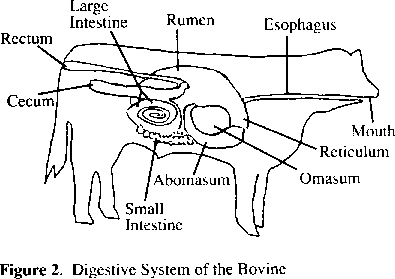 Large
Intestine
Rumen
Esophagus
Rectum
Cecum
Mouth
Reticulum
Abomasum
Omasum
Small
Intestine
Figure 2. Digestive System of the Bovine